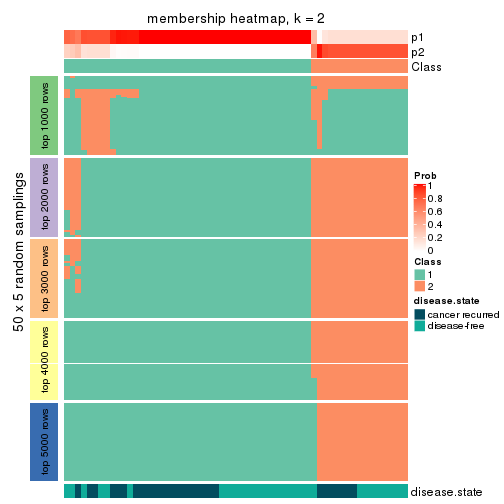 membership heatmap, k = 2
p1
p2
Class
50 x 5 random samplings
top 1000 rows
top 2000 rows
top 3000 rows
top 4000 rows
top 5000 rows
Prob
1
0.8
0.6
0.4
0.2
0
Class
1
2
disease.state
cancer recurred
disease-free
disease.state